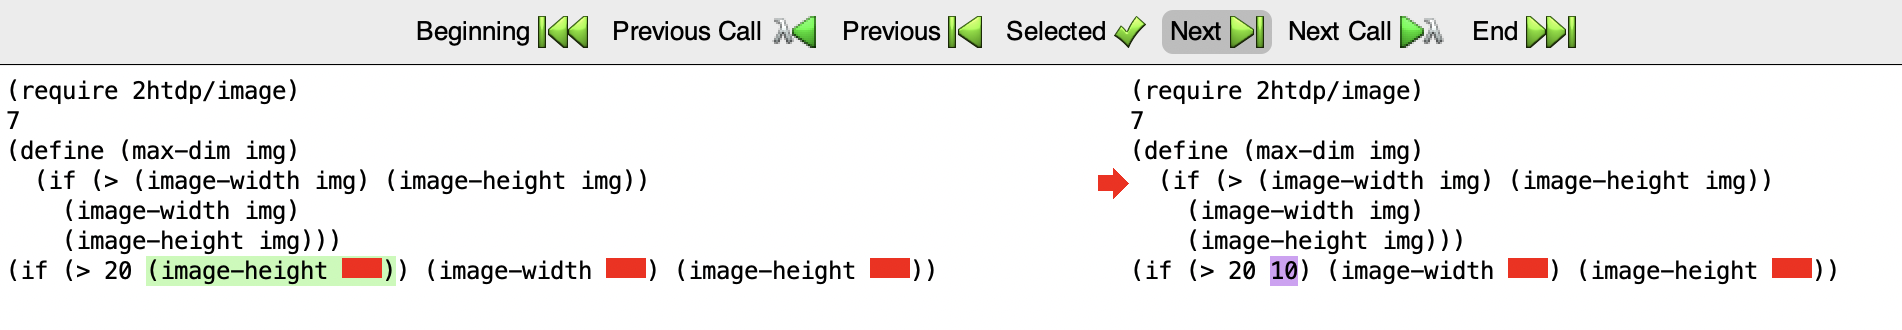 Beginning Previous Call Previous Selected Next Next Call End
(require 2htdp/image)
7
(define (max-dim img)
  (if (> (image-width img) (image-height img))
    (image-width img)
    (image-height img)))
(if (> 20 (image-height )) (image-width ) (image-height ))
(require 2htdp/image)
7
(define (max-dim img)
  (if (> (image-width img) (image-height img))
    (image-width img)
    (image-height img)))
(if (> 20 10) (image-width ) (image-height ))